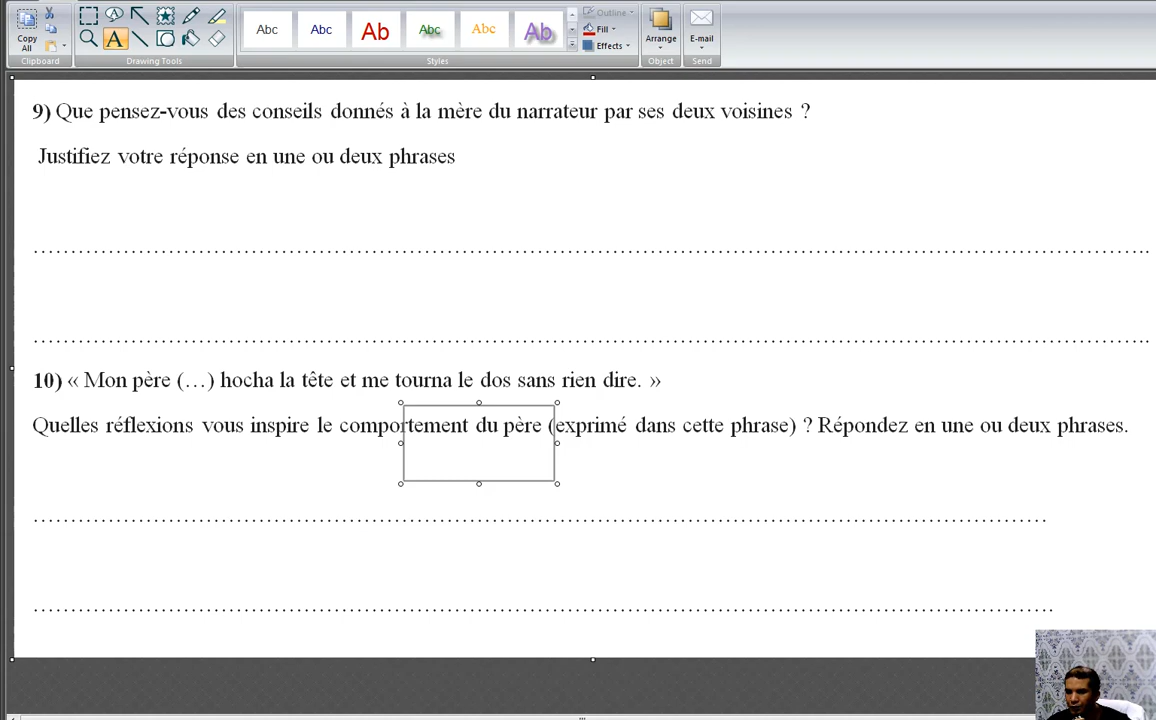 Copy
All
Clipboard
Drawing Tools
Abc Abc Ab Abc Abc Ab
Styles
Outline
Fill
Effects
Arrange
Object
E-mail
Send
9) Que pensez-vous des conseils donnés à la mère du narrateur par ses deux voisines ?
Justifiez votre réponse en une ou deux phrases
10) « Mon père (…) hocha la tête et me tourna le dos sans rien dire. »
Quelles réflexions vous inspire le comportement du père (exprimé dans cette phrase) ? Répondez en une ou deux phrases.